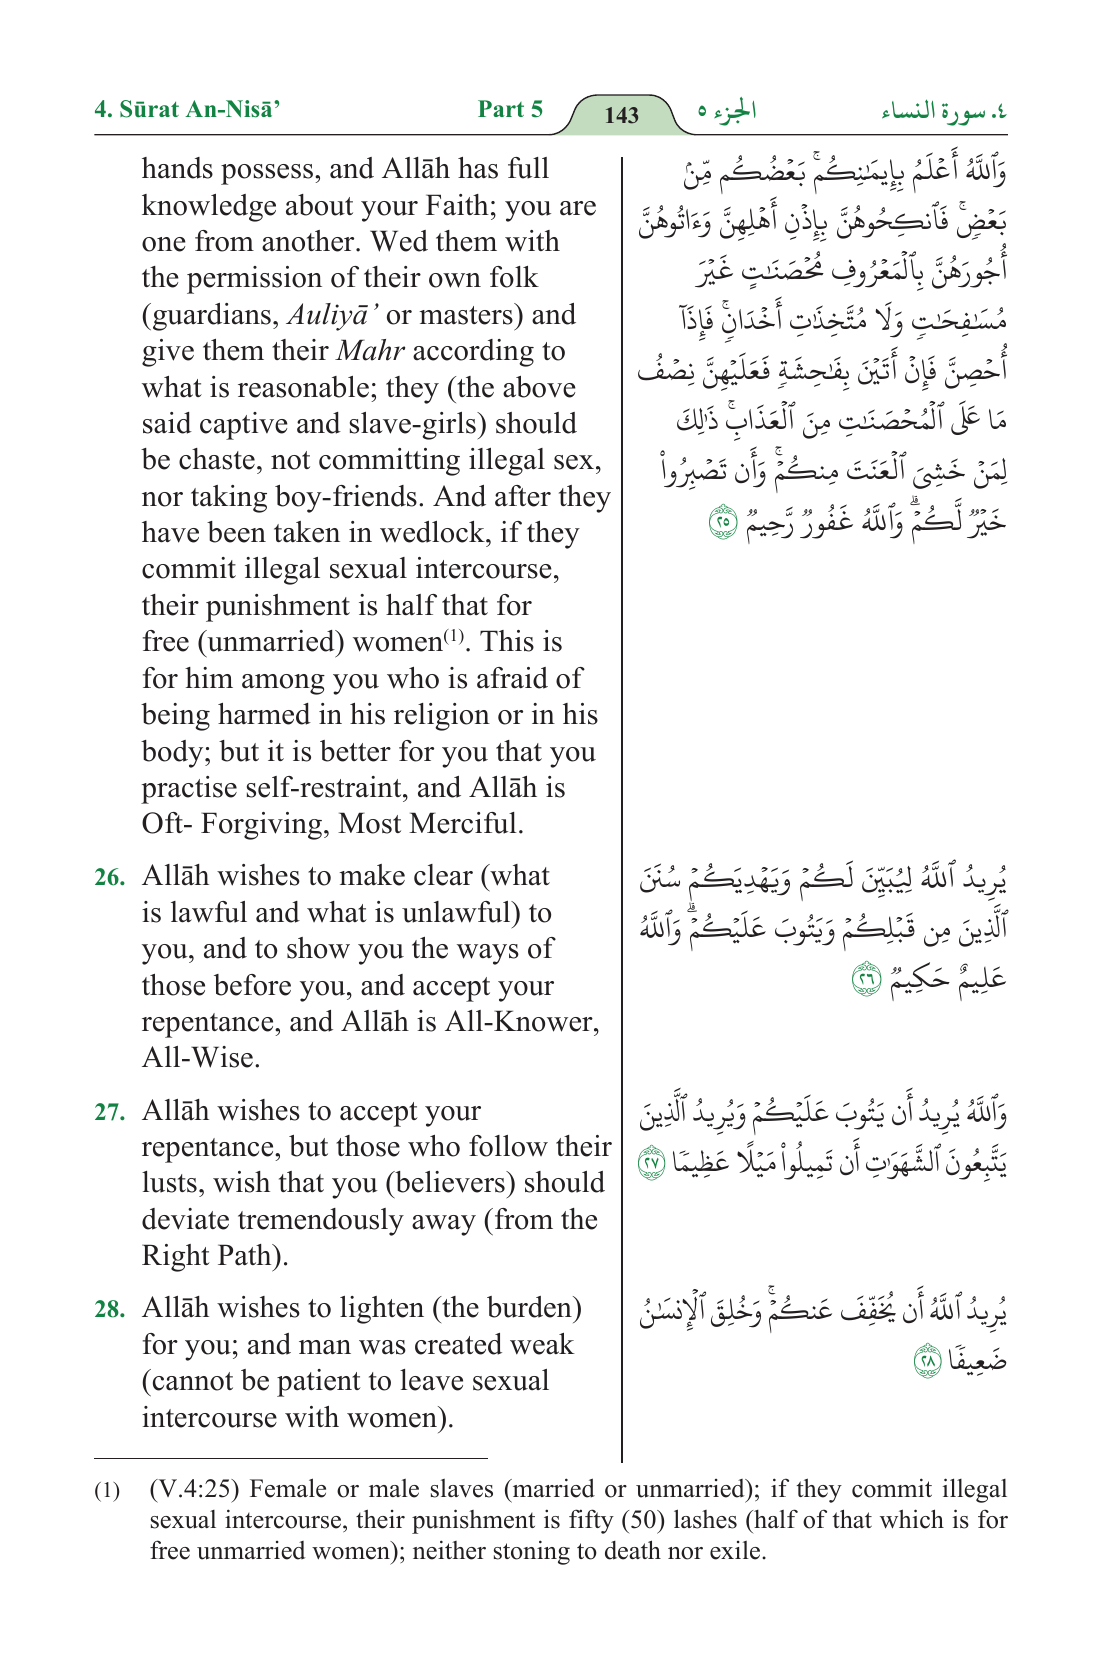 4. Sūrat An-Nisā’ Part 5 143 الجزء ٥ ٤. سورة النساء
hands possess, and Allāh has full
knowledge about your Faith; you are
one from another. Wed them with
the permission of their own folk
(guardians, Auliyā’ or masters) and
give them their Mahr according to
what is reasonable; they (the above
said captive and slave-girls) should
be chaste, not committing illegal sex,
nor taking boy-friends. And after they
have been taken in wedlock, if they
commit illegal sexual intercourse,
their punishment is half that for
free (unmarried) women(1). This is
for him among you who is afraid of
being harmed in his religion or in his
body; but it is better for you that you
practise self-restraint, and Allāh is
Oft- Forgiving, Most Merciful.
وَٱللَّهُ أَعْلَمُ بِإِيمَـٰنِكُم ۚ بَعْضُكُم مِّنۢ
بَعْضٍ ۚ فَٱنكِحُوهُنَّ بِإِذْنِ أَهْلِهِنَّ وَءَاتُوهُنَّ
أُجُورَهُنَّ بِٱلْمَعْرُوفِ مُحْصَنَـٰتٍ غَيْرَ
مُسَـٰفِحَـٰتٍ وَلَا مُتَّخِذَٰتِ أَخْدَانٍ ۚ فَإِذَآ
أُحْصِنَّ فَإِنْ أَتَيْنَ بِفَـٰحِشَةٍ فَعَلَيْهِنَّ نِصْفُ
مَا عَلَى ٱلْمُحْصَنَـٰتِ مِنَ ٱلْعَذَابِ ۚ ذَٰلِكَ
لِمَنْ خَشِىَ ٱلْعَنَتَ مِنكُمْ ۚ وَأَن تَصْبِرُوا۟
خَيْرٌ لَّكُمْ ۗ وَٱللَّهُ غَفُورٌ رَّحِيمٌ ٢٥
26. Allāh wishes to make clear (what
is lawful and what is unlawful) to
you, and to show you the ways of
those before you, and accept your
repentance, and Allāh is All-Knower,
All-Wise.
يُرِيدُ ٱللَّهُ لِيُبَيِّنَ لَكُمْ وَيَهْدِيَكُمْ سُنَنَ
ٱلَّذِينَ مِن قَبْلِكُمْ وَيَتُوبَ عَلَيْكُمْ ۗ وَٱللَّهُ
عَلِيمٌ حَكِيمٌ ٢٦
27. Allāh wishes to accept your
repentance, but those who follow their
lusts, wish that you (believers) should
deviate tremendously away (from the
Right Path).
وَٱللَّهُ يُرِيدُ أَن يَتُوبَ عَلَيْكُمْ وَيُرِيدُ ٱلَّذِينَ
يَتَّبِعُونَ ٱلشَّهَوَٰتِ أَن تَمِيلُوا۟ مَيْلًا عَظِيمًا ٢٧
28. Allāh wishes to lighten (the burden)
for you; and man was created weak
(cannot be patient to leave sexual
intercourse with women).
يُرِيدُ ٱللَّهُ أَن يُخَفِّفَ عَنكُمْ ۚ وَخُلِقَ ٱلْإِنسَـٰنُ
ضَعِيفًا ٢٨
(1) (V.4:25) Female or male slaves (married or unmarried); if they commit illegal
sexual intercourse, their punishment is fifty (50) lashes (half of that which is for
free unmarried women); neither stoning to death nor exile.